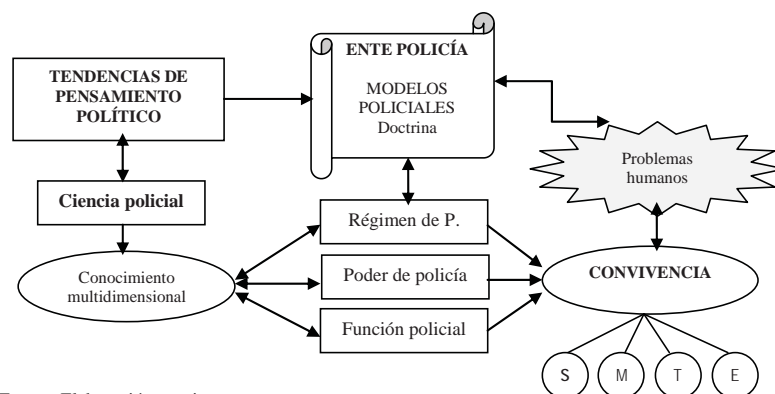 TENDENCIAS DE
PENSAMIENTO
POLÍTICO
ENTE POLICÍA
MODELOS
POLICIALES
Doctrina
Problemas
humanos
Ciencia policial
Régimen de P.
Conocimiento
multidimensional
Poder de policía
CONVIVENCIA
Función policial
S M T E